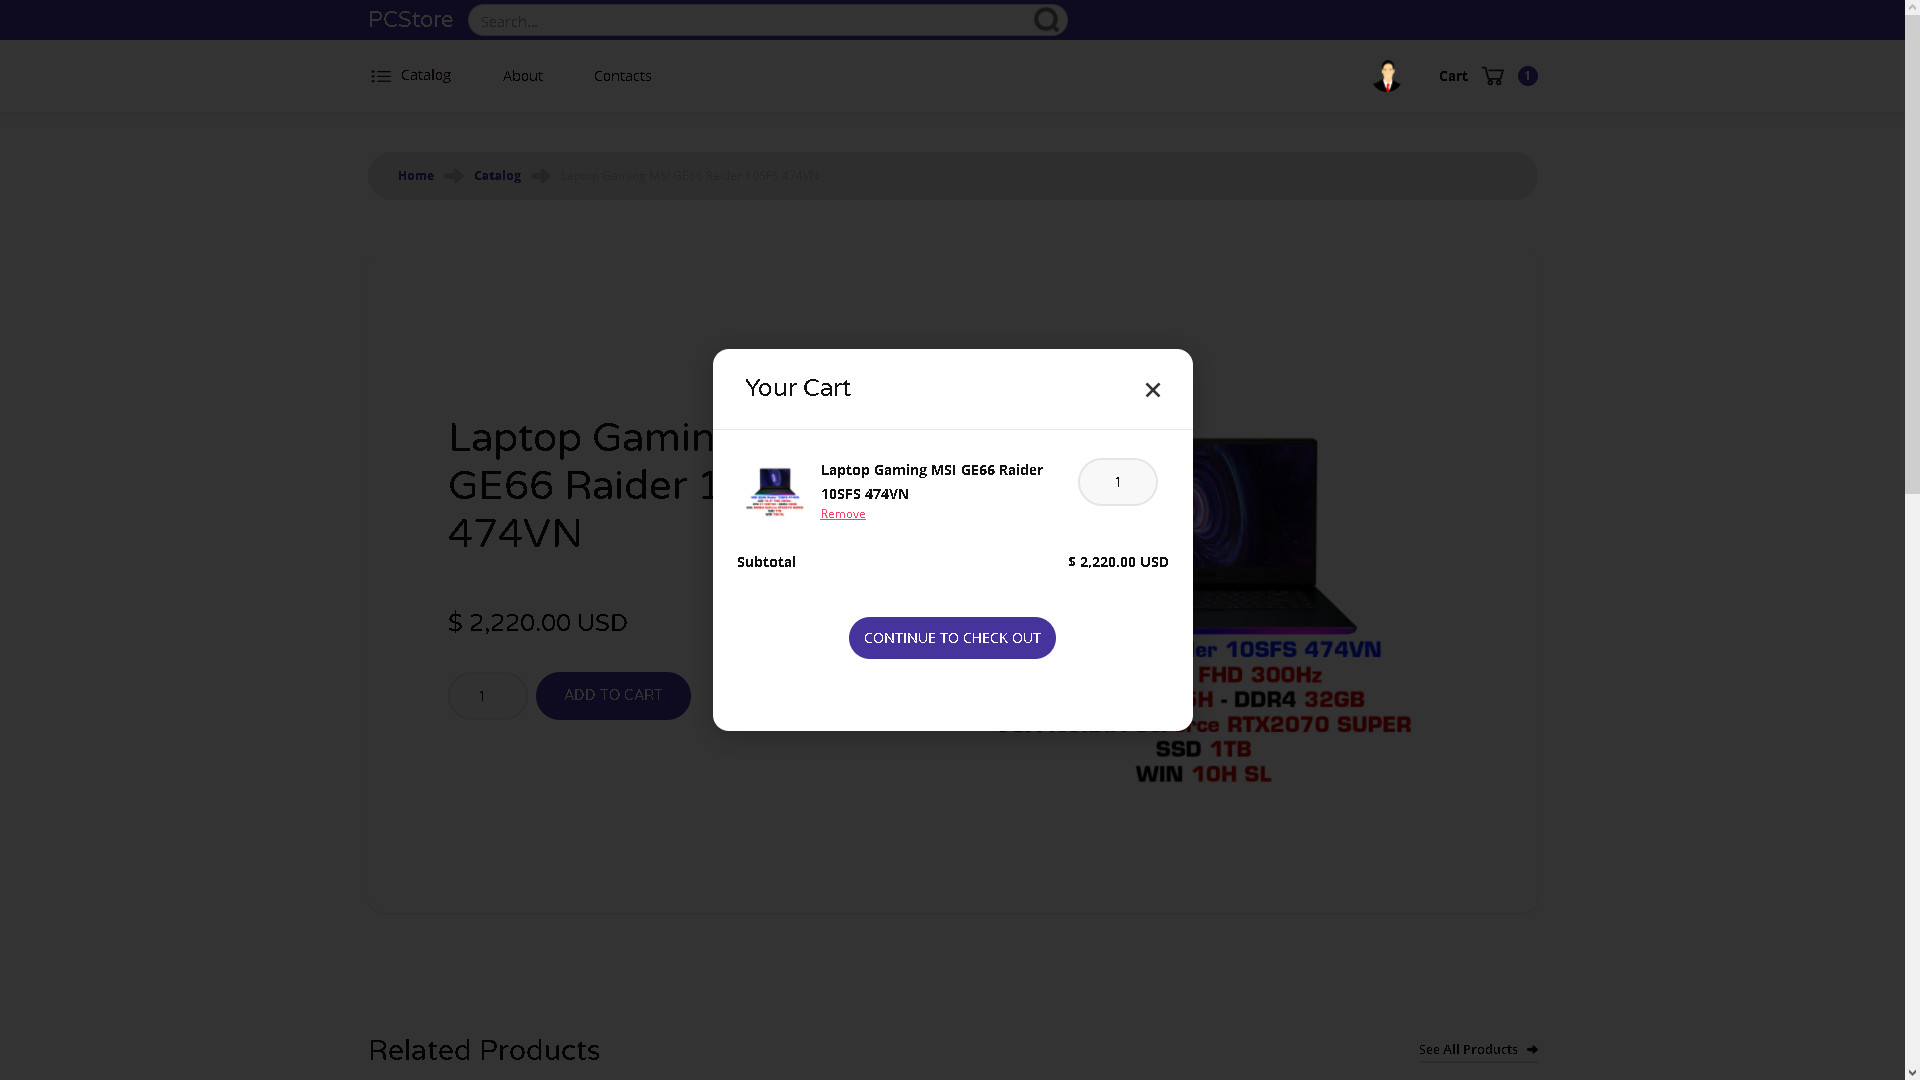 PCStore
Search...
Catalog
About
Contacts
Cart
1
Home
Catalog
Laptop Gaming MSI GE66 Raider 10SFS 474VN
Your Cart
Laptop Gaming MSI GE66 Raider
10SFS 474VN
Remove
1
Subtotal
$ 2,220.00 USD
CONTINUE TO CHECK OUT
Laptop Gamin
GE66 Raider 1
474VN
$ 2,220.00 USD
1
ADD TO CART
er 10SFS 474VN
FHD 300Hz
H - DDR4 32GB
rce RTX2070 SUPER
SSD 1TB
WIN 10H SL
Related Products
See All Products